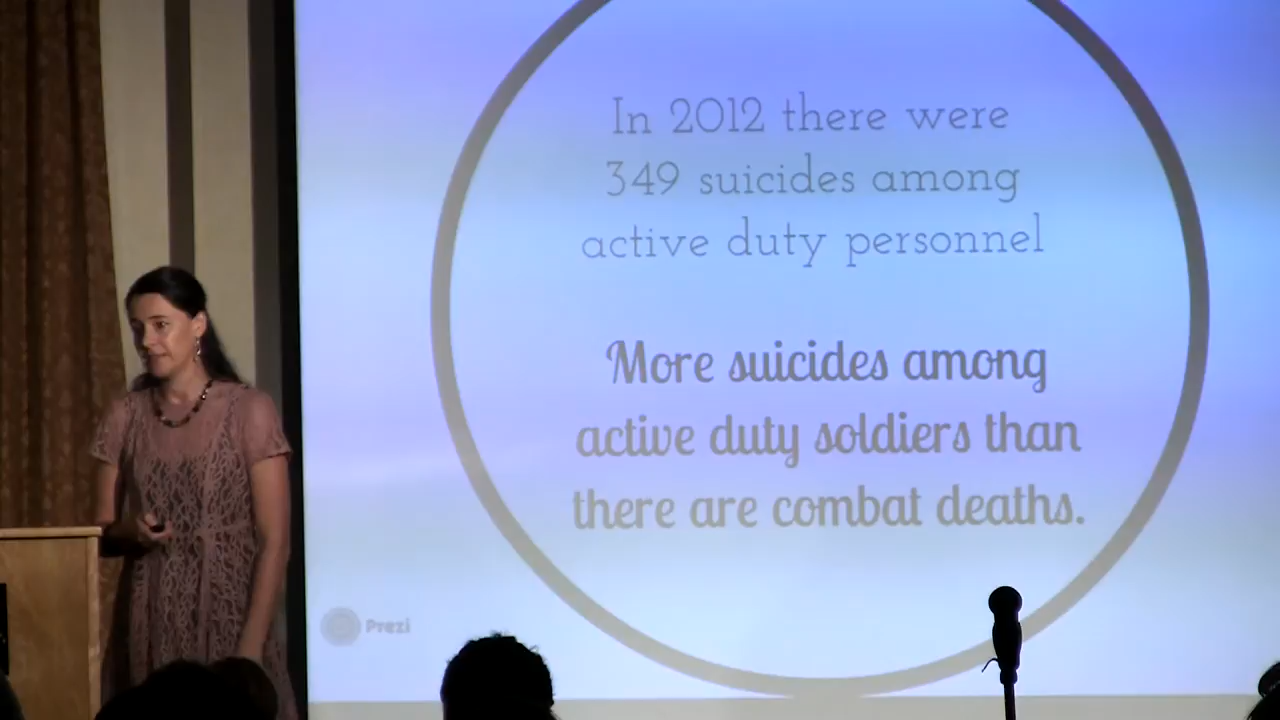 In 2012 there were
349 suicides among
active duty personnel
More suicides among
active duty soldiers than
there are combat deaths.
Prezi